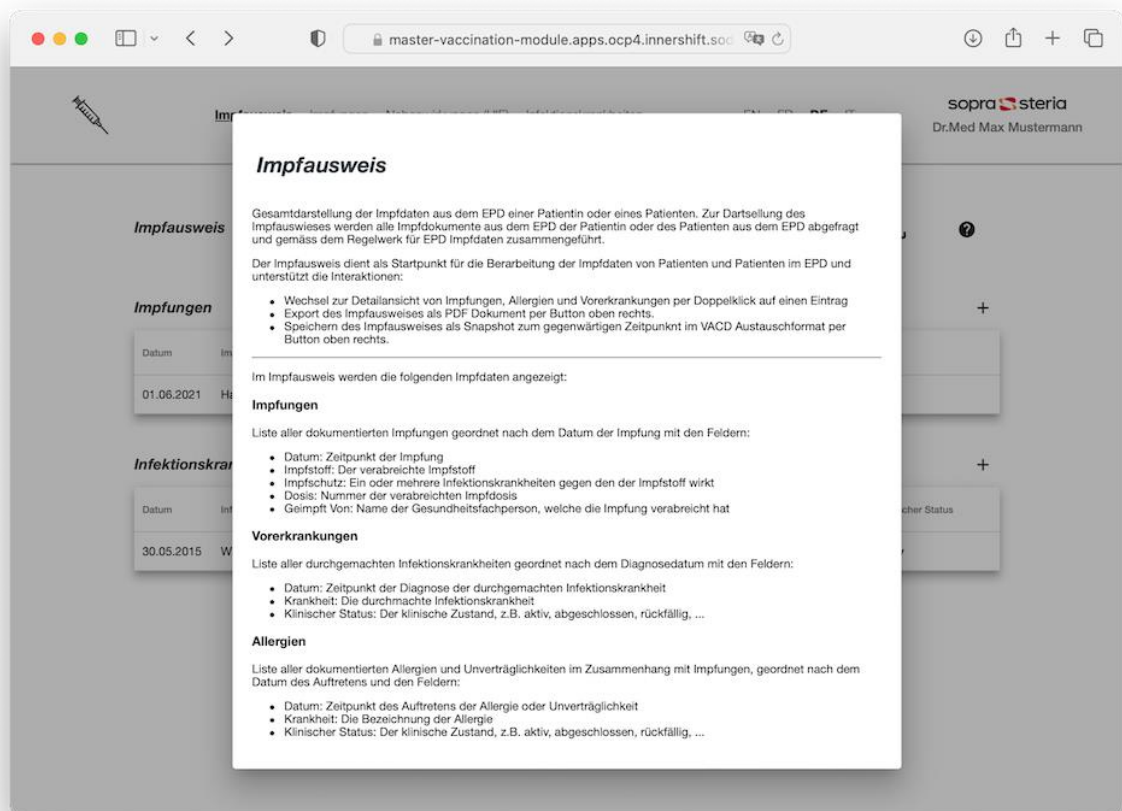 master-vaccination-module.apps.ocp4.innershift.sod
sopra steria
Dr.Med Max Mustermann
Impfausweis
Impfausweis
Gesamtdarstellung der Impfdaten aus dem EPD einer Patientin oder eines Patienten. Zur Dartsellung des
Impfauswieses werden alle Impfdokumente aus dem EPD der Patientin oder des Patienten aus dem EPD abgefragt
und gemäss dem Regelwerk für EPD Impfdaten zusammengeführt.
Der Impfausweis dient als Startpunkt für die Berarbeitung der Impfdaten von Patienten und Patienten im EPD und
unterstützt die Interaktionen:
Wechsel zur Detailansicht von Impfungen, Allergien und Vorerkrankungen per Doppelklick auf einen Eintrag
Export des Impfausweises als PDF Dokument per Button oben rechts.
Speichern des Impfausweises als Snapshot zum gegenwärtigen Zeitpunknt im VACD Austauschformat per
Button oben rechts.
Im Impfausweis werden die folgenden Impfdaten angezeigt:
Impfungen
Liste aller dokumentierten Impfungen geordnet nach dem Datum der Impfung mit den Feldern:
Datum: Zeitpunkt der Impfung
Impfstoff: Der verabreichte Impfstoff
Impfschutz: Ein oder mehrere Infektionskrankheiten gegen den der Impfstoff wirkt
Dosis: Nummer der verabreichten Impfdosis
Geimpft Von: Name der Gesundheitsfachperson, welche die Impfung verabreicht hat
Vorerkrankungen
Liste aller durchgemachten Infektionskrankheiten geordnet nach dem Diagnosedatum mit den Feldern:
Datum: Zeitpunkt der Diagnose der durchgemachten Infektionskrankheit
Krankheit: Die durchmachte Infektionskrankheit
Klinischer Status: Der klinische Zustand, z.B. aktiv, abgeschlossen, rückfällig, ...
Allergien
Liste aller dokumentierten Allergien und Unverträglichkeiten im Zusammenhang mit Impfungen, geordnet nach dem
Datum des Auftretens und den Feldern:
Datum: Zeitpunkt des Auftretens der Allergie oder Unverträglichkeit
Krankheit: Die Bezeichnung der Allergie
Klinischer Status: Der klinische Zustand, z.B. aktiv, abgeschlossen, rückfällig, ...
Impfungen
Datum
01.06.2021
Infektionskran
Datum
cher Status
30.05.2015